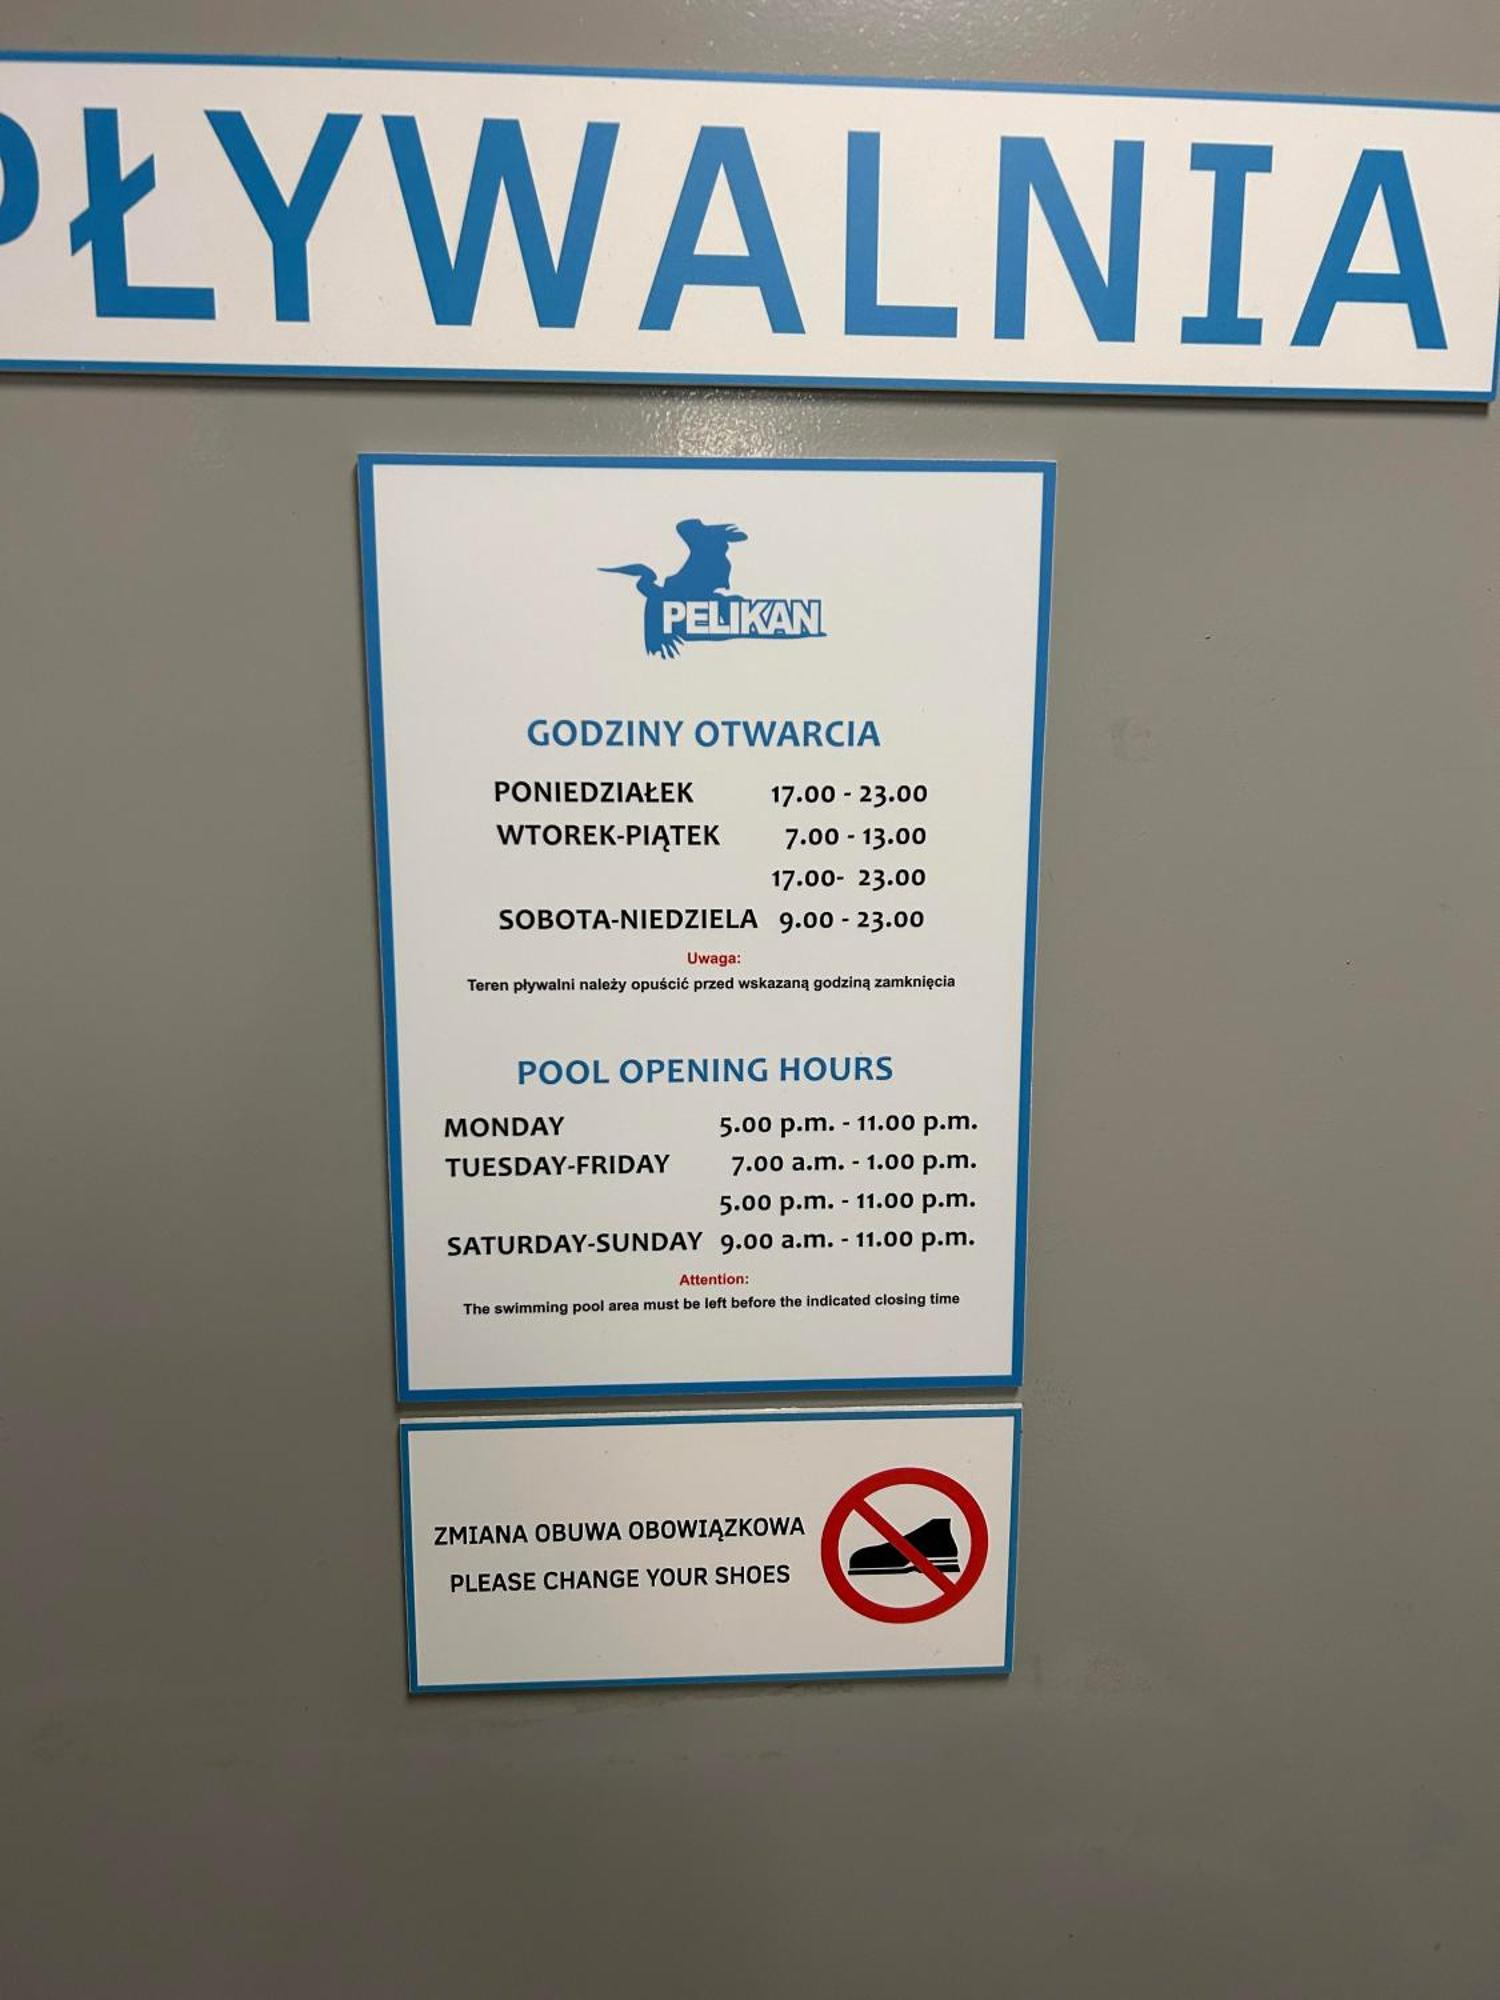 PŁYWALNIA
PELIKAN
GODZINY OTWARCIA
PONIEDZIAŁEK 17.00 - 23.00
WTOREK-PIĄTEK 7.00 - 13.00
17.00- 23.00
SOBOTA-NIEDZIELA 9.00 - 23.00
Uwaga:
Teren pływalni należy opuścić przed wskazaną godziną zamknięcia
POOL OPENING HOURS
MONDAY 5.00 p.m. - 11.00 p.m.
TUESDAY-FRIDAY 7.00 a.m. - 1.00 p.m.
5.00 p.m. - 11.00 p.m.
SATURDAY-SUNDAY 9.00 a.m. - 11.00 p.m.
Attention:
The swimming pool area must be left before the indicated closing time
ZMIANA OBUWA OBOWIĄZKOWA
PLEASE CHANGE YOUR SHOES